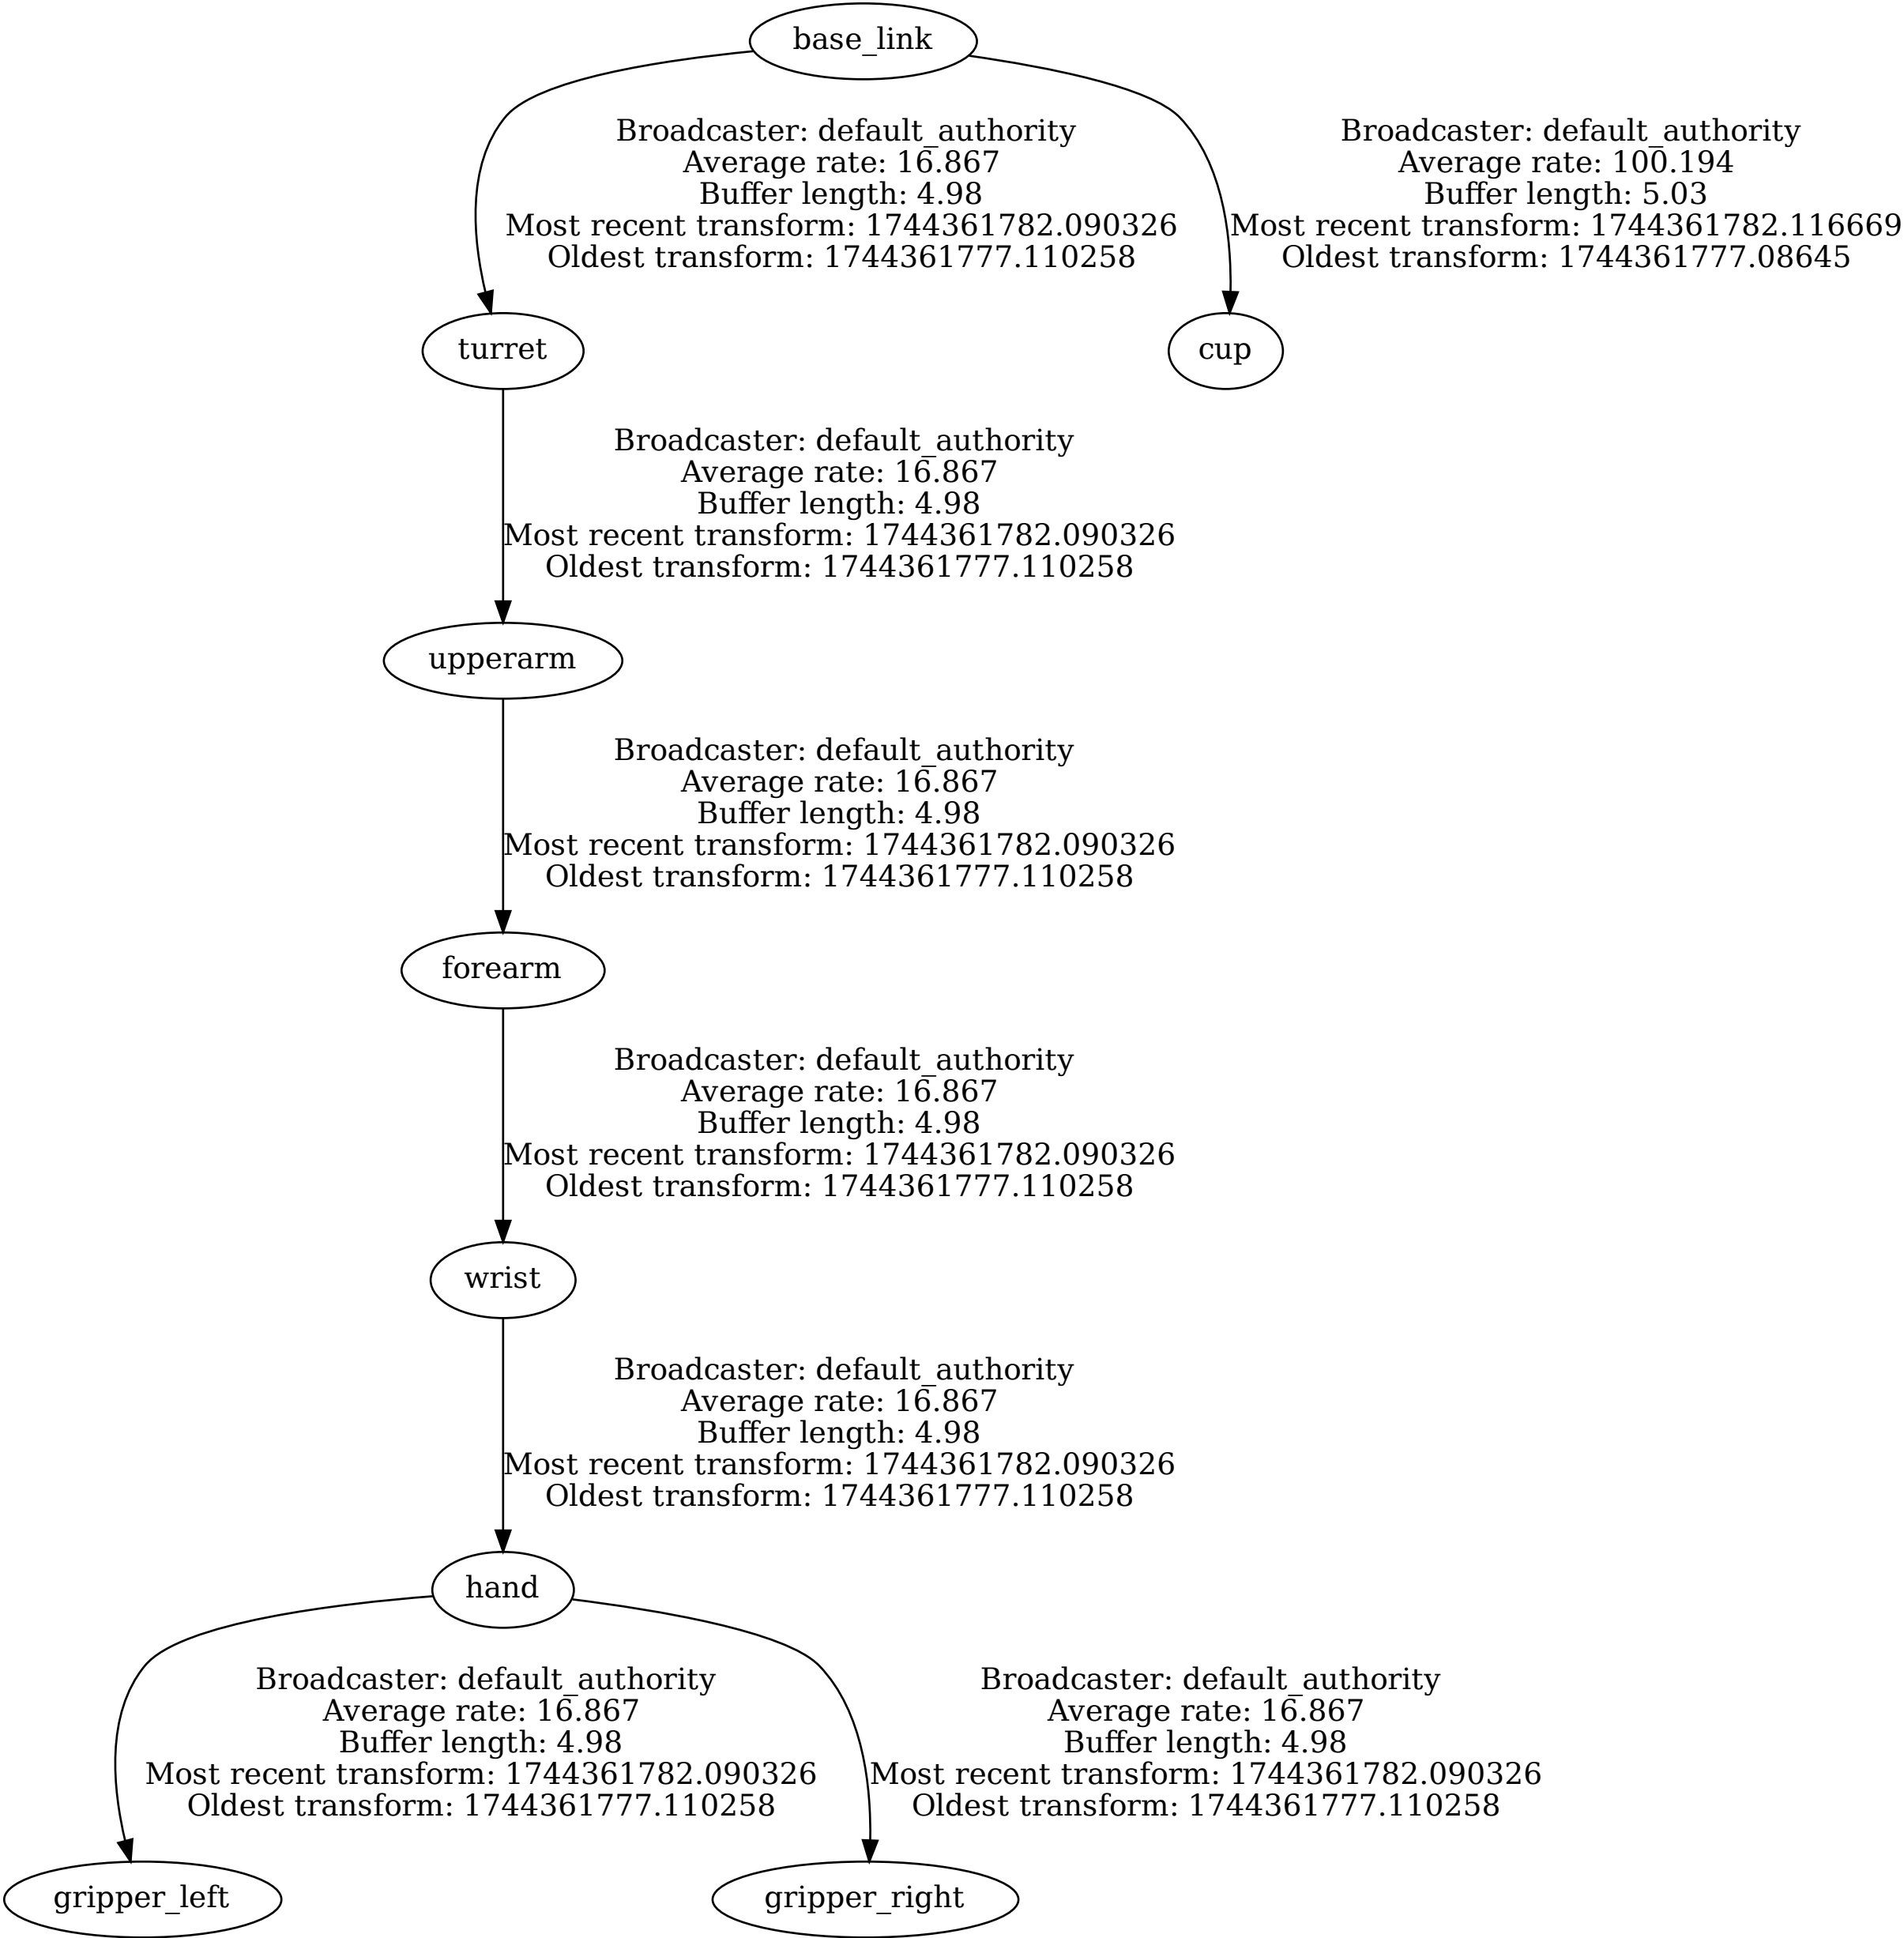 base_link
Broadcaster: default_authority
Average rate: 16.867
Buffer length: 4.98
Most recent transform: 1744361782.090326
Oldest transform: 1744361777.110258
Broadcaster: default_authority
Average rate: 100.194
Buffer length: 5.03
Most recent transform: 1744361782.116669
Oldest transform: 1744361777.08645
turret
cup
Broadcaster: default_authority
Average rate: 16.867
Buffer length: 4.98
Most recent transform: 1744361782.090326
Oldest transform: 1744361777.110258
upperarm
Broadcaster: default_authority
Average rate: 16.867
Buffer length: 4.98
Most recent transform: 1744361782.090326
Oldest transform: 1744361777.110258
forearm
Broadcaster: default_authority
Average rate: 16.867
Buffer length: 4.98
Most recent transform: 1744361782.090326
Oldest transform: 1744361777.110258
wrist
Broadcaster: default_authority
Average rate: 16.867
Buffer length: 4.98
Most recent transform: 1744361782.090326
Oldest transform: 1744361777.110258
hand
Broadcaster: default_authority
Average rate: 16.867
Buffer length: 4.98
Most recent transform: 1744361782.090326
Oldest transform: 1744361777.110258
Broadcaster: default_authority
Average rate: 16.867
Buffer length: 4.98
Most recent transform: 1744361782.090326
Oldest transform: 1744361777.110258
gripper_left
gripper_right